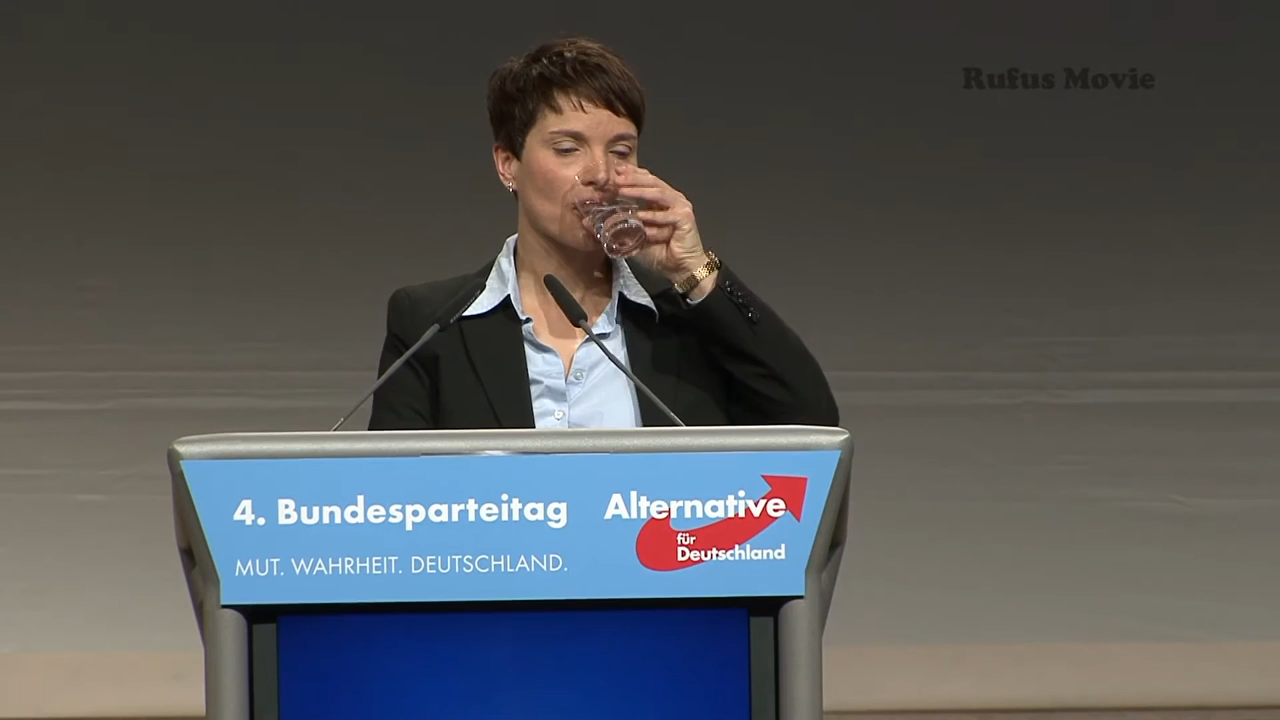 Rufus Movie
4. Bundesparteitag
MUT. WAHRHEIT. DEUTSCHLAND.
Alternative
für
Deutschland